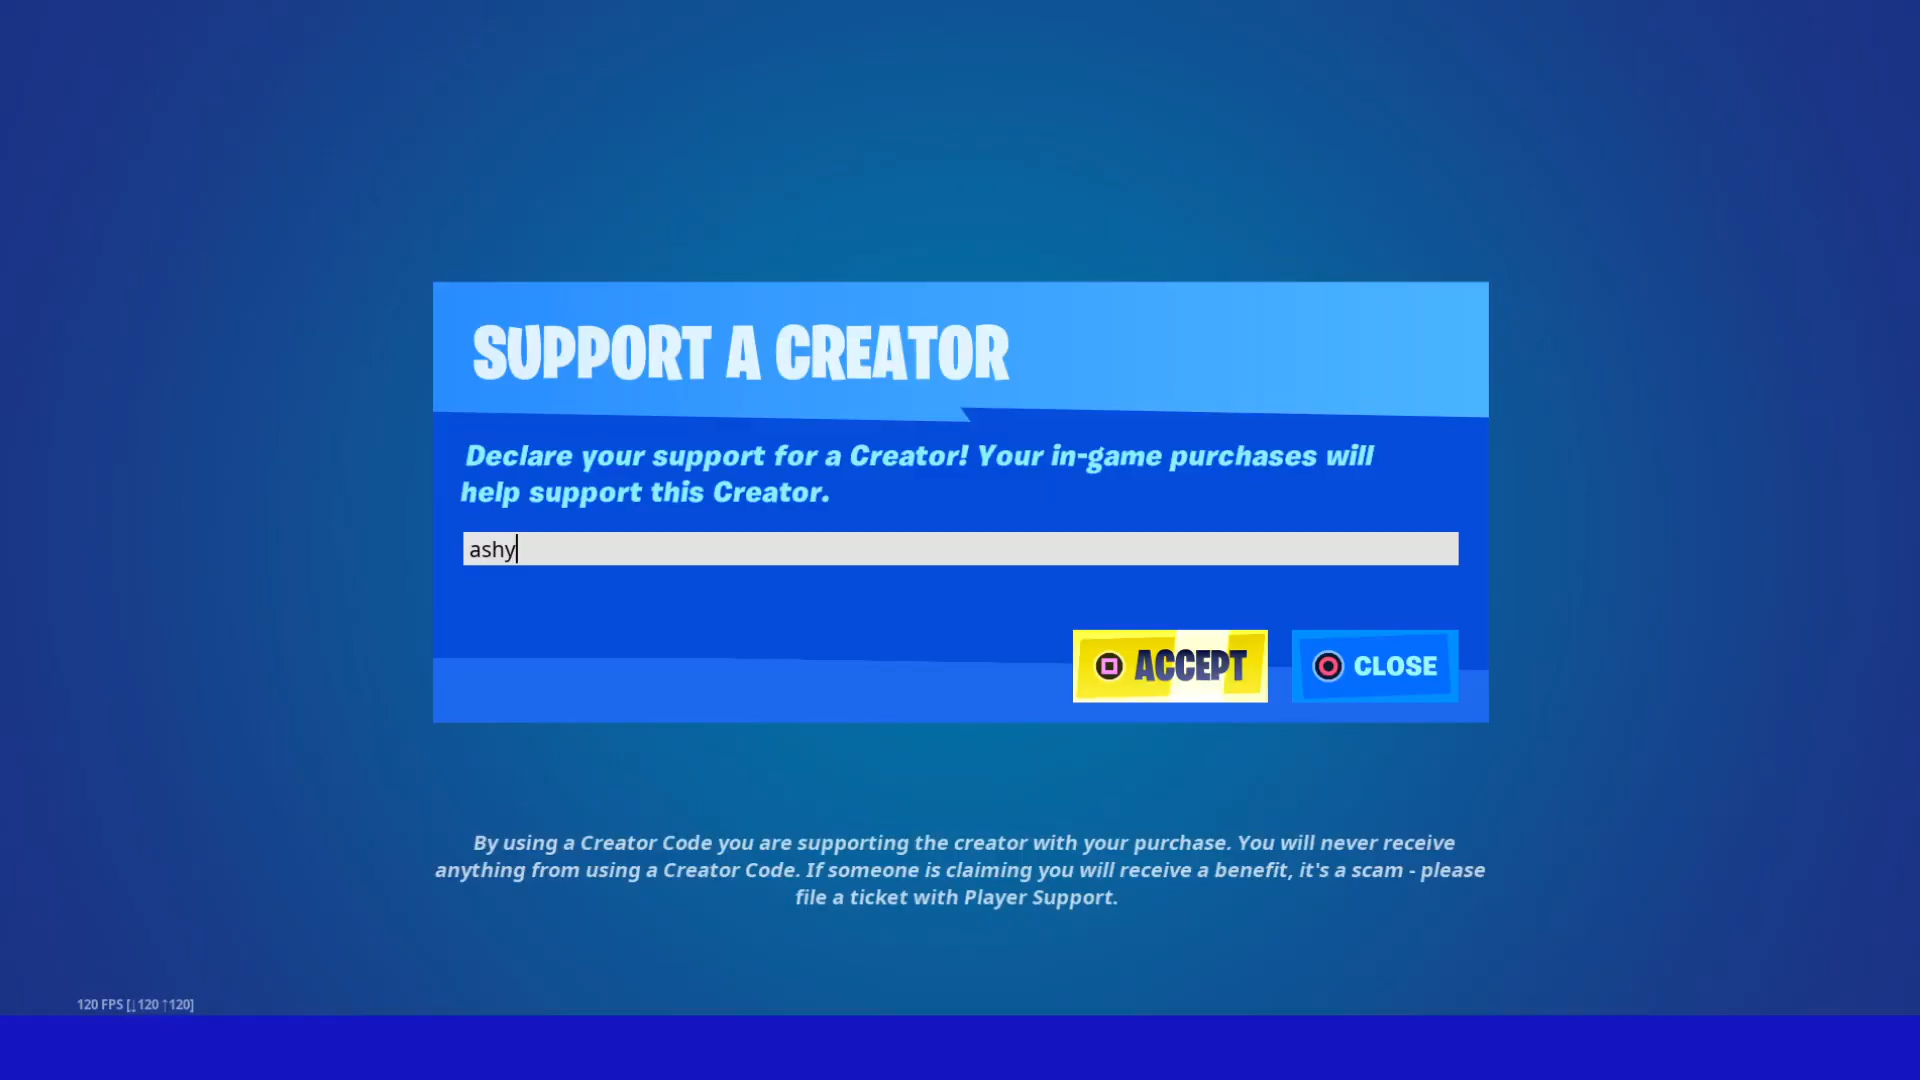 SUPPORT A CREATOR
Declare your support for a Creator! Your in-game purchases will
help support this Creator.
ashy
ACCEPT
CLOSE
By using a Creator Code you are supporting the creator with your purchase. You will never receive
anything from using a Creator Code. If someone is claiming you will receive a benefit, it's a scam - please
file a ticket with Player Support.
120 FPS [↓120 ↑120]